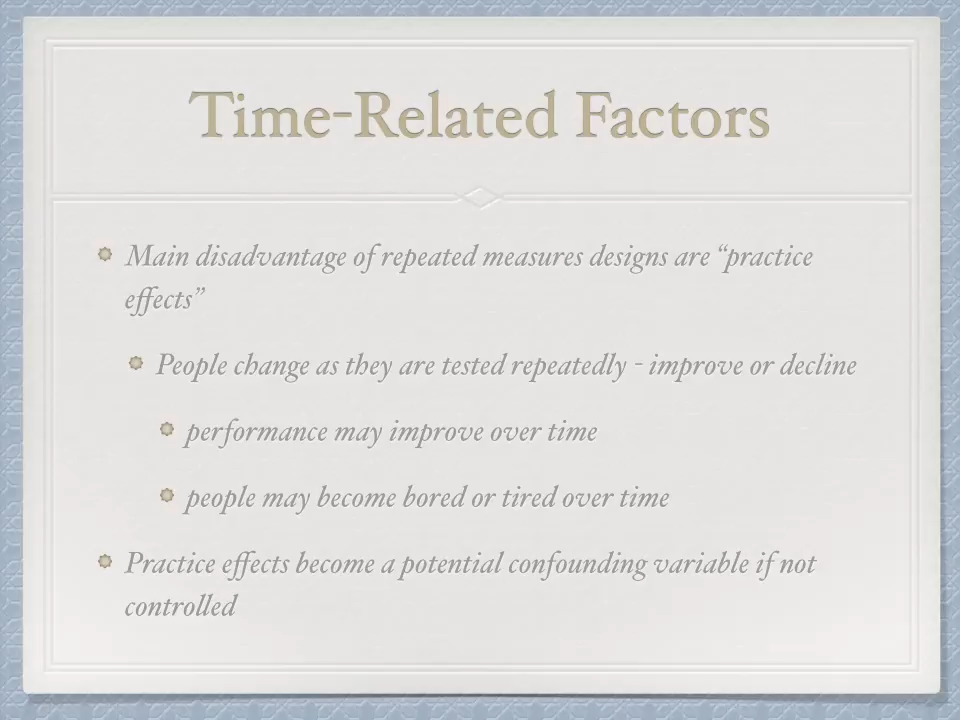 Time-Related Factors
Main disadvantage of repeated measures designs are “practice
effects”
People change as they are tested repeatedly - improve or decline
performance may improve over time
people may become bored or tired over time
Practice effects become a potential confounding variable if not
controlled